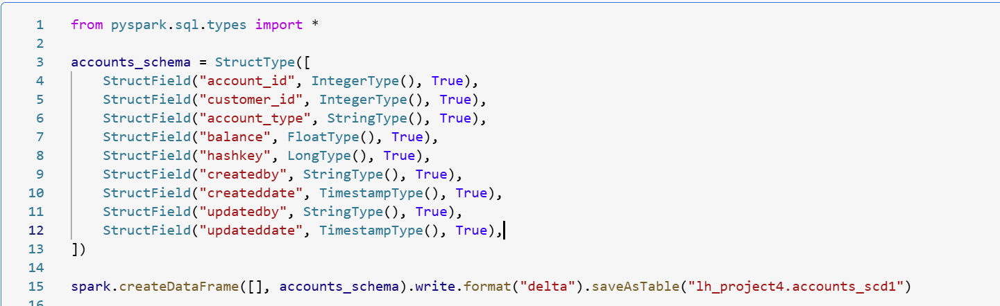 1 from pyspark.sql.types import *
2
3 accounts_schema = StructType([
4 StructField("account_id", IntegerType(), True),
5 StructField("customer_id", IntegerType(), True),
6 StructField("account_type", StringType(), True),
7 StructField("balance", FloatType(), True),
8 StructField("hashkey", LongType(), True),
9 StructField("createdby", StringType(), True),
10 StructField("createddate", TimestampType(), True),
11 StructField("updatedby", StringType(), True),
12 StructField("updateddate", TimestampType(), True),
13 ])
14
15 spark.createDataFrame([], accounts_schema).write.format("delta").saveAsTable("lh_project4.accounts_scd1")
16